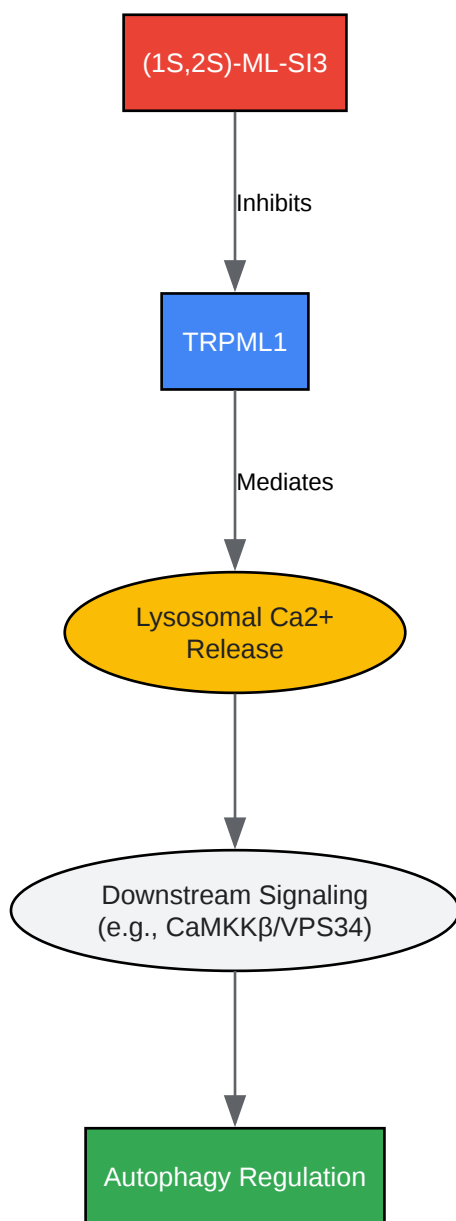 (1S,2S)-ML-SI3
Inhibits
TRPML1
Mediates
Lysosomal Ca2+
Release
Downstream Signaling
(e.g., CaMKKβ/VPS34)
Autophagy Regulation